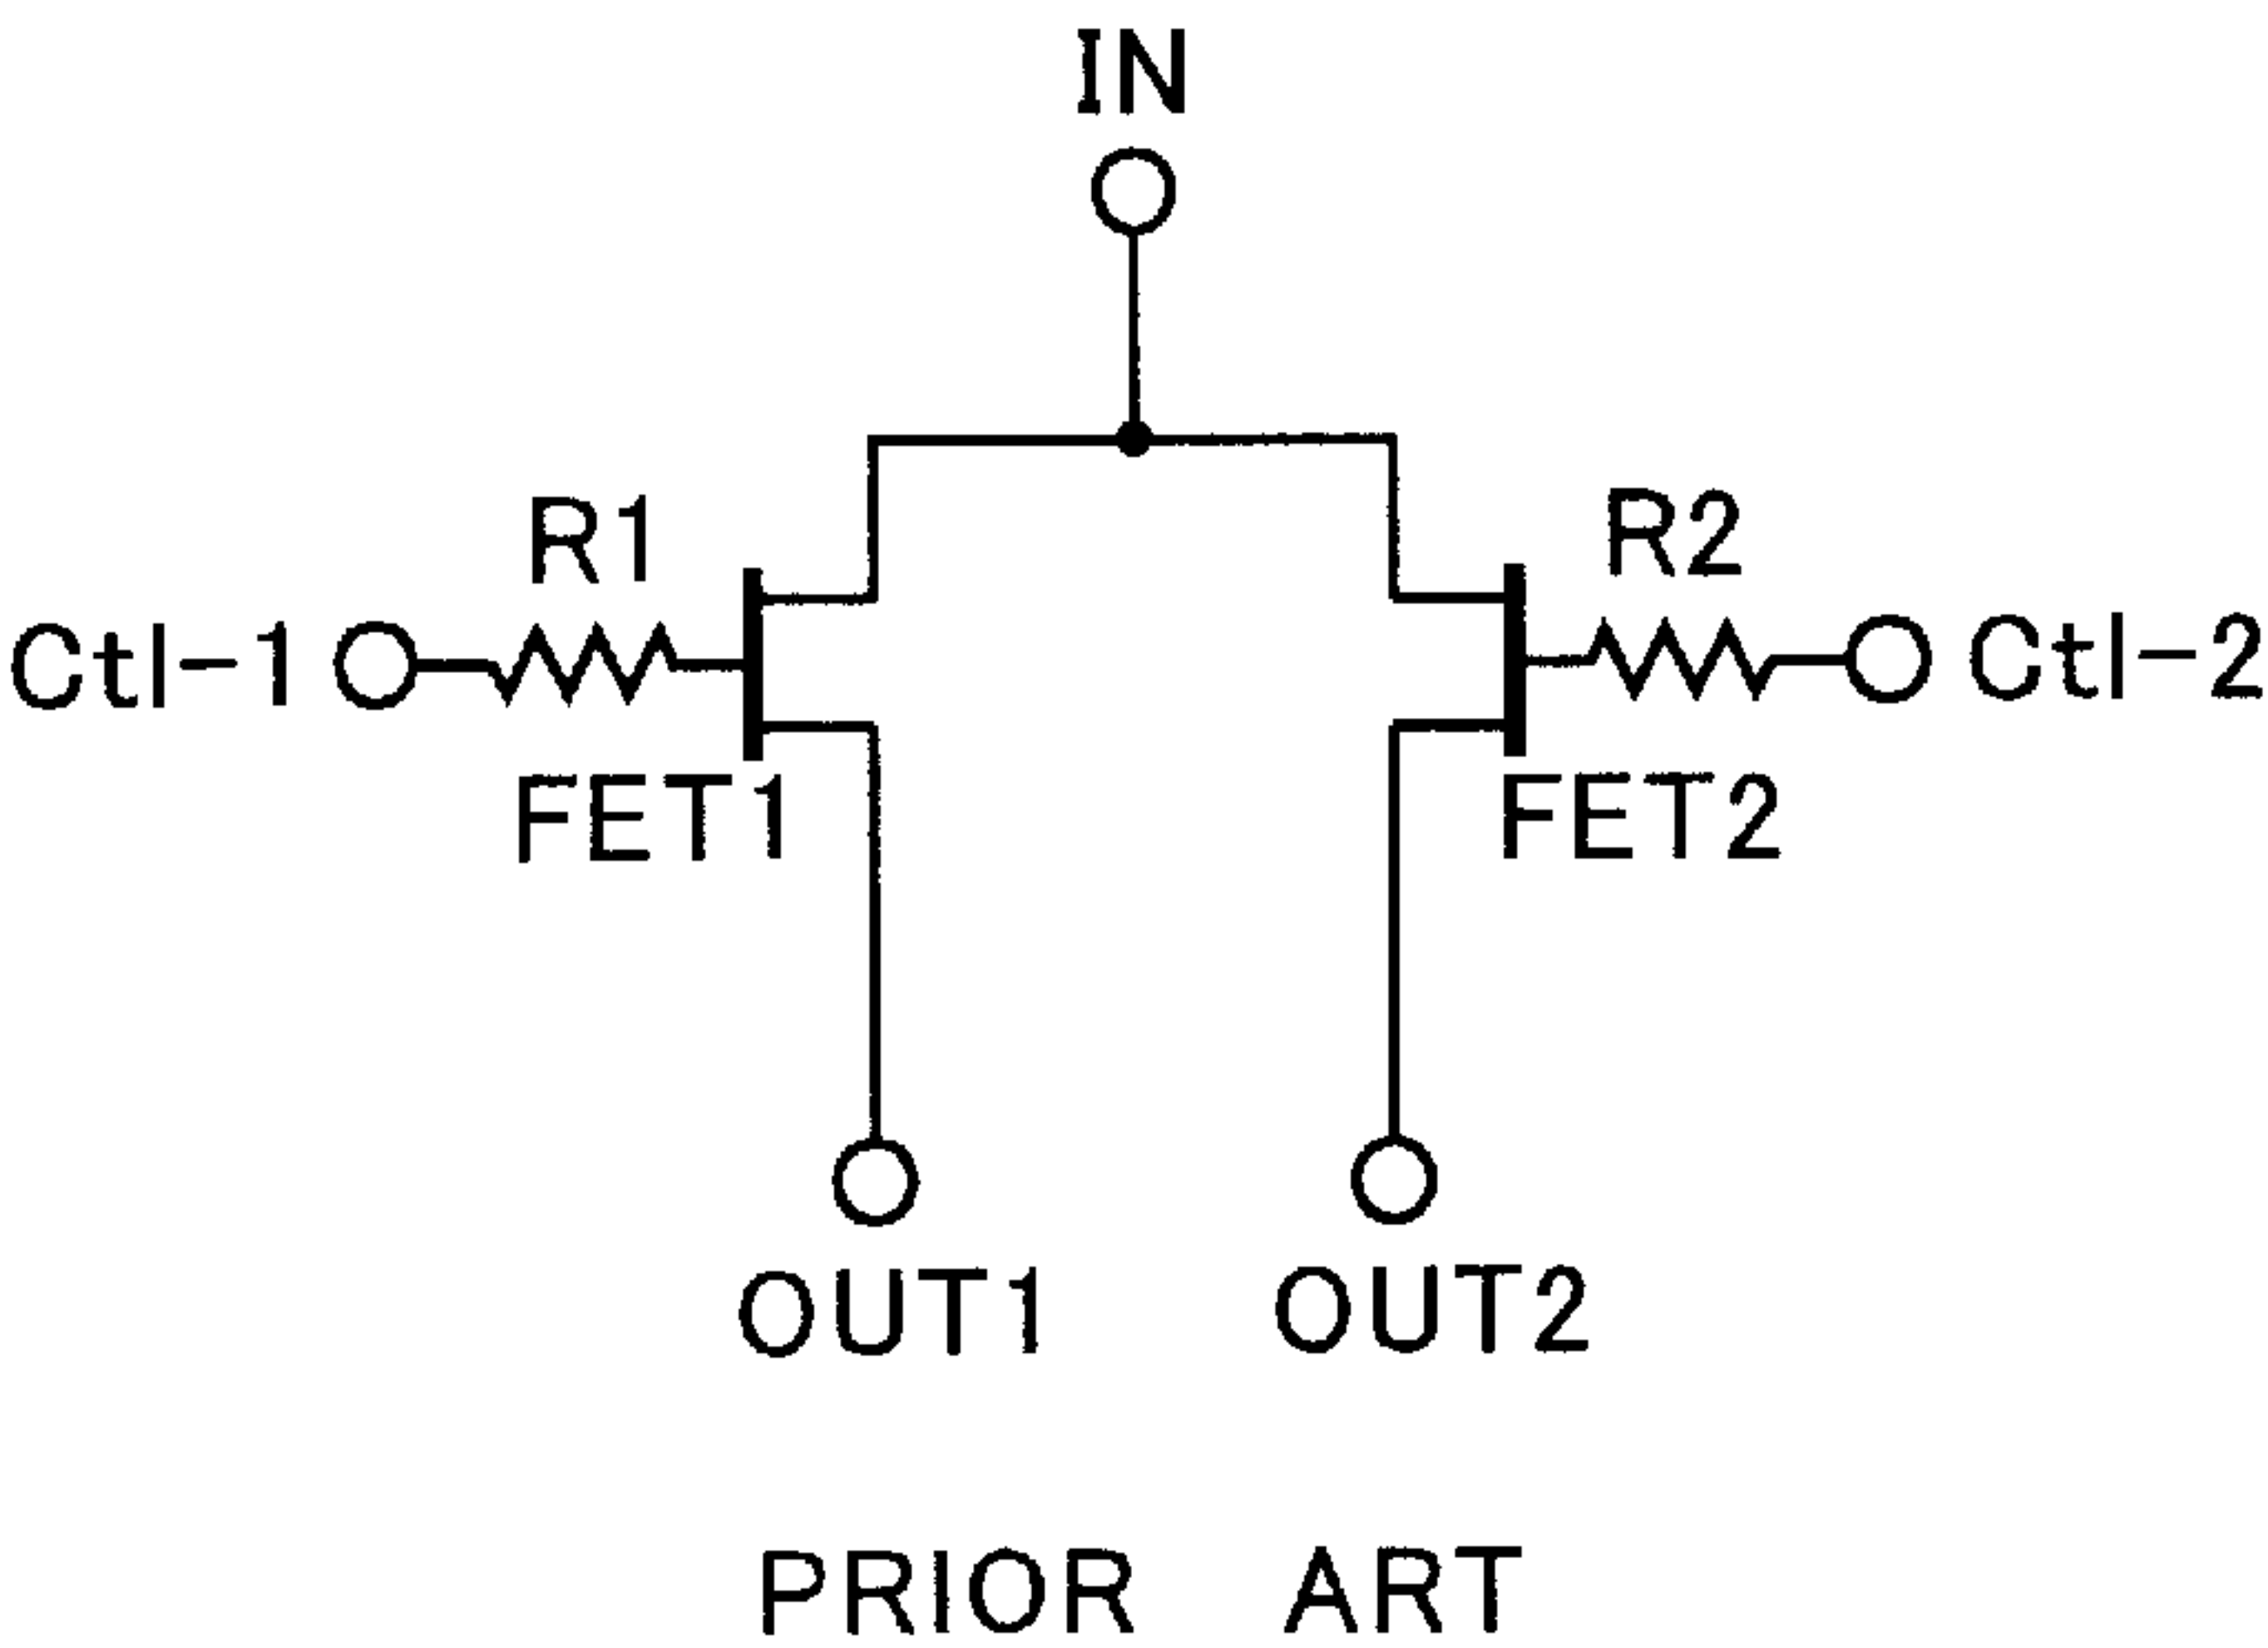 IN
R1
R2
Ctl-1
Ctl-2
FET1
FET2
OUT1
OUT2
PRIOR ART